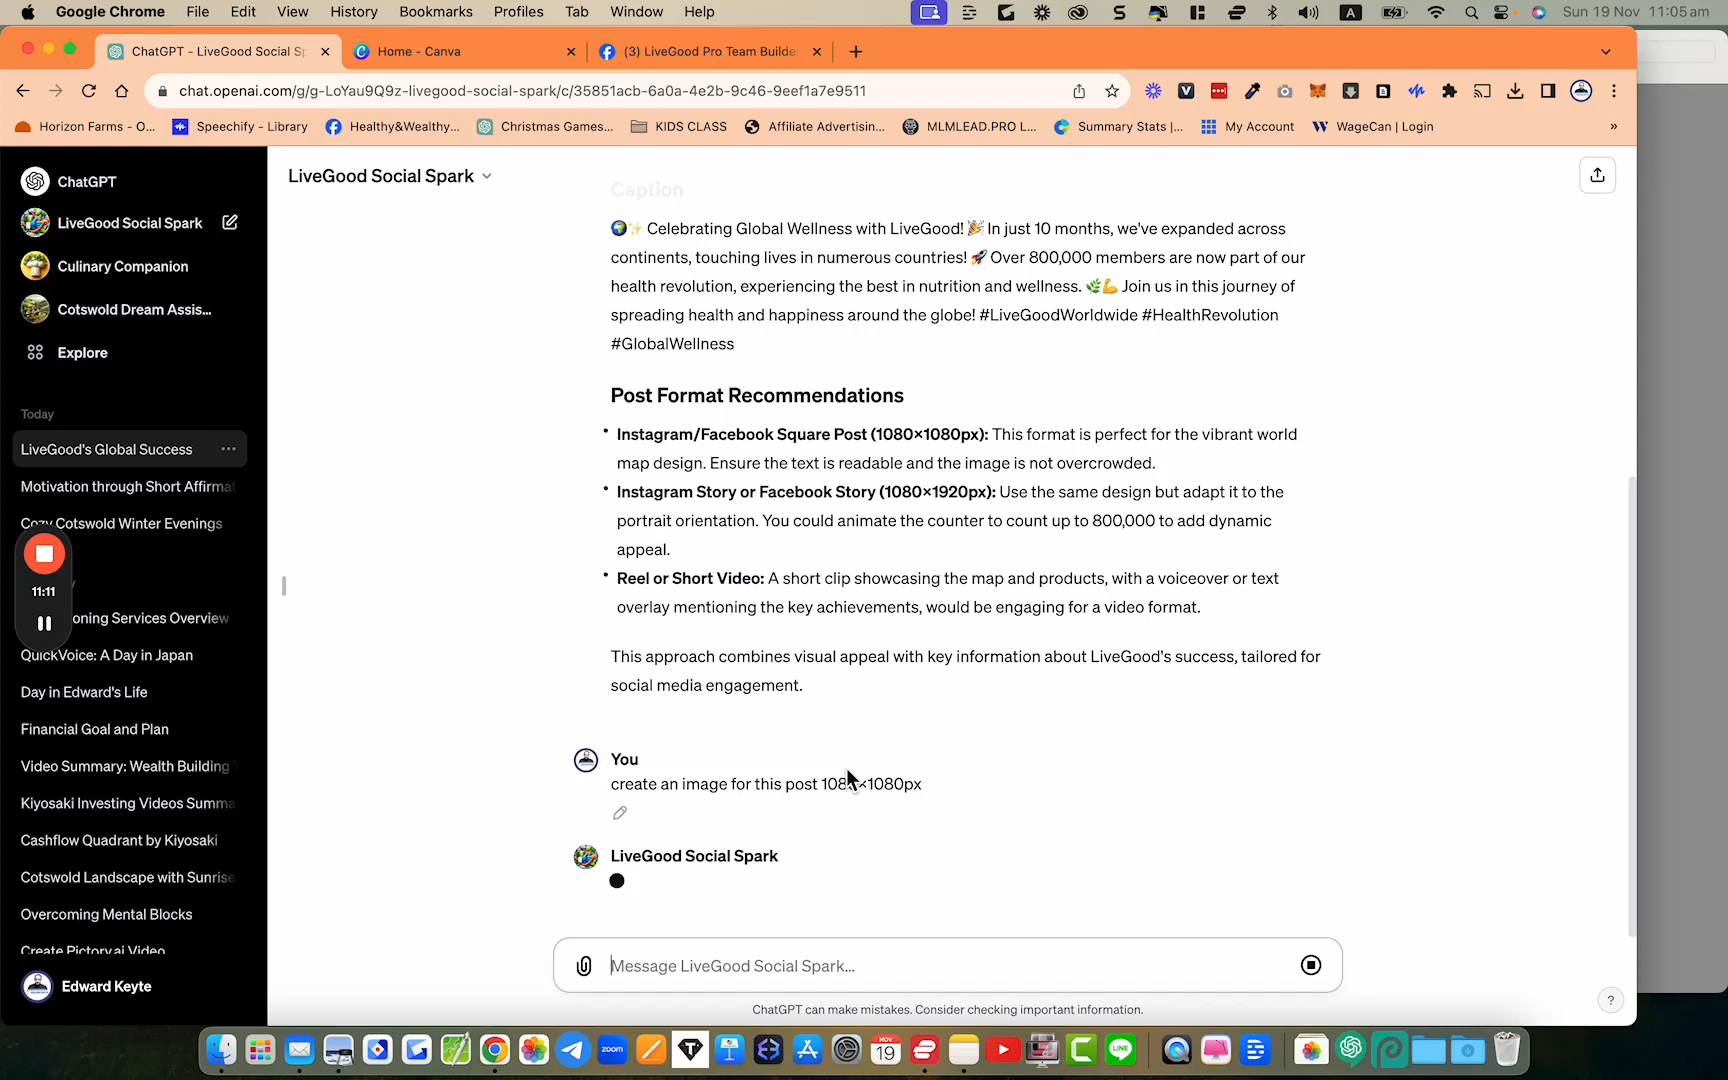 Google Chrome File Edit View History Bookmarks Profiles Tab Window Help
A
Sun 19 Nov 11:05am
ChatGPT - LiveGood Social Sp
Home - Canva
(3) LiveGood Pro Team Builde
chat.openai.com/g/g-LoYau9Q9z-livegood-social-spark/c/35851acb-6a0a-4e2b-9c46-9eef1a7e9511
Horizon Farms - O...
Speechify - Library
Healthy&Wealthy...
Christmas Games...
KIDS CLASS
Affiliate Advertisin...
MLMLEAD.PRO L...
Summary Stats |...
My Account
WageCan | Login
»
ChatGPT
LiveGood Social Spark
Culinary Companion
Cotswold Dream Assis...
Explore
Today
LiveGood's Global Success
Motivation through Short Affirmat
Cozy Cotswold Winter Evenings
11:11
oning Services Overview
QuickVoice: A Day in Japan
Day in Edward's Life
Financial Goal and Plan
Video Summary: Wealth Building
Kiyosaki Investing Videos Summa
Cashflow Quadrant by Kiyosaki
Cotswold Landscape with Sunrise
Overcoming Mental Blocks
Create Pictory.ai Video
Edward Keyte
LiveGood Social Spark
Caption
🌍✨ Celebrating Global Wellness with LiveGood! 🎉 In just 10 months, we've expanded across
continents, touching lives in numerous countries! 🚀 Over 800,000 members are now part of our
health revolution, experiencing the best in nutrition and wellness. 🌿💪 Join us in this journey of
spreading health and happiness around the globe! #LiveGoodWorldwide #HealthRevolution
#GlobalWellness
Post Format Recommendations
• Instagram/Facebook Square Post (1080x1080px): This format is perfect for the vibrant world
map design. Ensure the text is readable and the image is not overcrowded.
• Instagram Story or Facebook Story (1080x1920px): Use the same design but adapt it to the
portrait orientation. You could animate the counter to count up to 800,000 to add dynamic
appeal.
• Reel or Short Video: A short clip showcasing the map and products, with a voiceover or text
overlay mentioning the key achievements, would be engaging for a video format.
This approach combines visual appeal with key information about LiveGood's success, tailored for
social media engagement.
You
create an image for this post 1080x1080px
LiveGood Social Spark
Message LiveGood Social Spark...
ChatGPT can make mistakes. Consider checking important information.
?
zoom
T
NOV
19
LINE